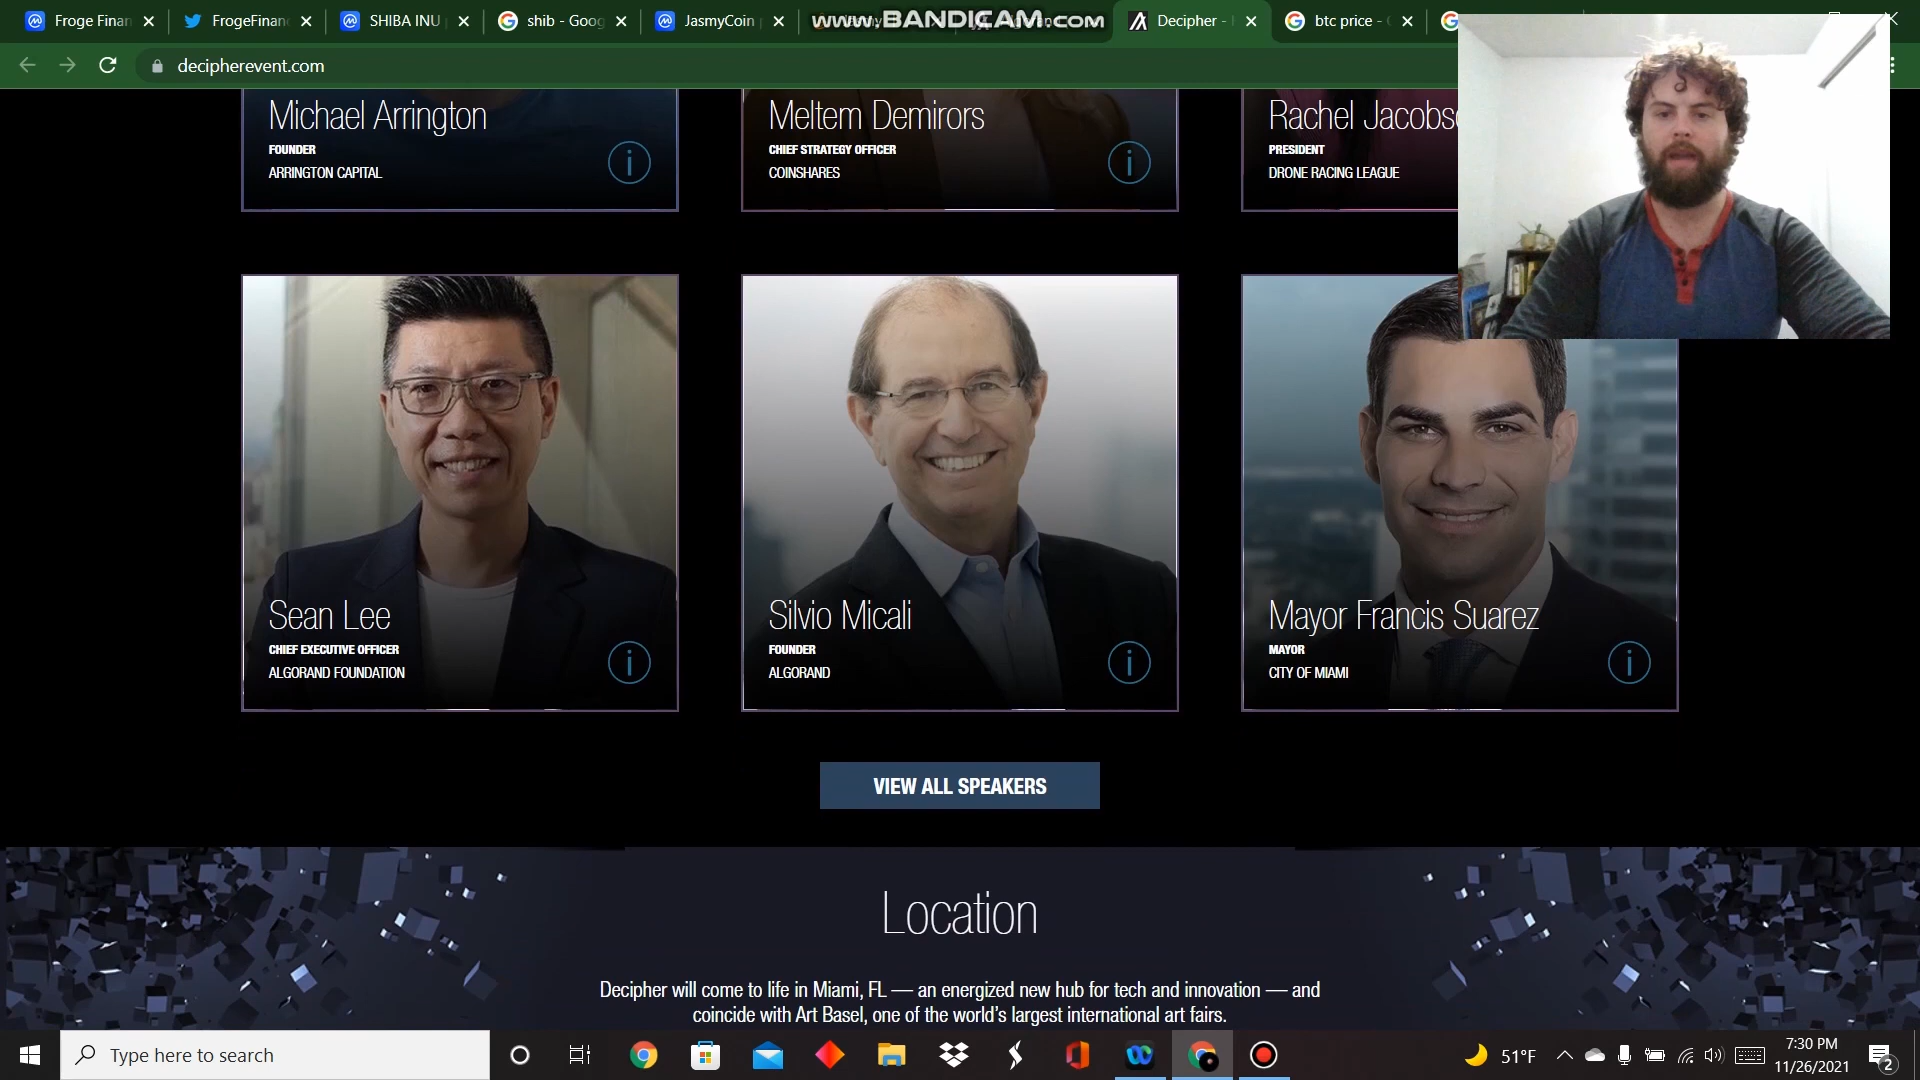 Froge Finan
FrogeFinan
SHIBA INU
shib - Goog
JasmyCoin
www.BANDICAM.com
Decipher -
btc price -
decipherevent.com
Michael Arrington
FOUNDER
ARRINGTON CAPITAL
Meltem Demirors
CHIEF STRATEGY OFFICER
COINSHARES
Rachel Jacobs
PRESIDENT
DRONE RACING LEAGUE
Sean Lee
CHIEF EXECUTIVE OFFICER
ALGORAND FOUNDATION
Silvio Micali
FOUNDER
ALGORAND
Mayor Francis Suarez
MAYOR
CITY OF MIAMI
VIEW ALL SPEAKERS
Location
Decipher will come to life in Miami, FL — an energized new hub for tech and innovation — and
coincide with Art Basel, one of the world's largest international art fairs.
Type here to search
51°F
7:30 PM
11/26/2021
2